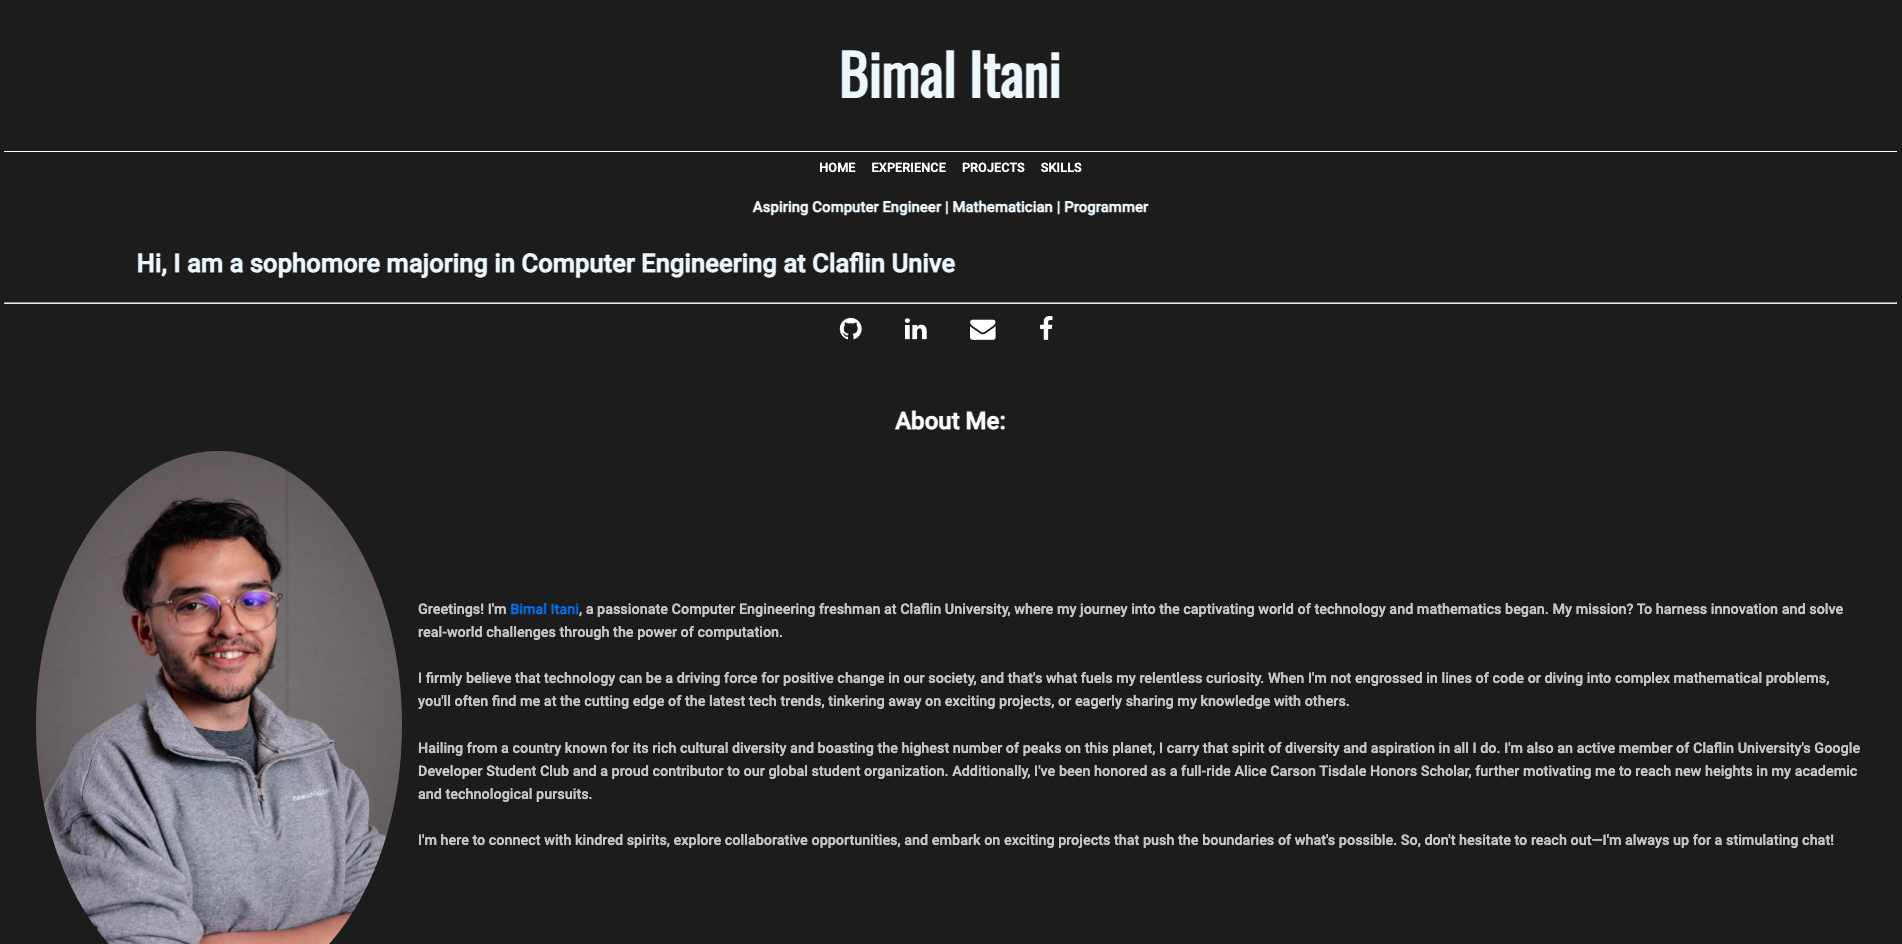 Bimal Itani
HOME EXPERIENCE PROJECTS SKILLS
Aspiring Computer Engineer | Mathematician | Programmer
Hi, I am a sophomore majoring in Computer Engineering at Claflin Unive
About Me:
Greetings! I'm Bimal Itani, a passionate Computer Engineering freshman at Claflin University, where my journey into the captivating world of technology and mathematics began. My mission? To harness innovation and solve
real-world challenges through the power of computation.
I firmly believe that technology can be a driving force for positive change in our society, and that's what fuels my relentless curiosity. When I'm not engrossed in lines of code or diving into complex mathematical problems,
you'll often find me at the cutting edge of the latest tech trends, tinkering away on exciting projects, or eagerly sharing my knowledge with others.
Hailing from a country known for its rich cultural diversity and boasting the highest number of peaks on this planet, I carry that spirit of diversity and aspiration in all I do. I'm also an active member of Claflin University's Google
Developer Student Club and a proud contributor to our global student organization. Additionally, I've been honored as a full-ride Alice Carson Tisdale Honors Scholar, further motivating me to reach new heights in my academic
and technological pursuits.
I'm here to connect with kindred spirits, explore collaborative opportunities, and embark on exciting projects that push the boundaries of what's possible. So, don't hesitate to reach out—I'm always up for a stimulating chat!